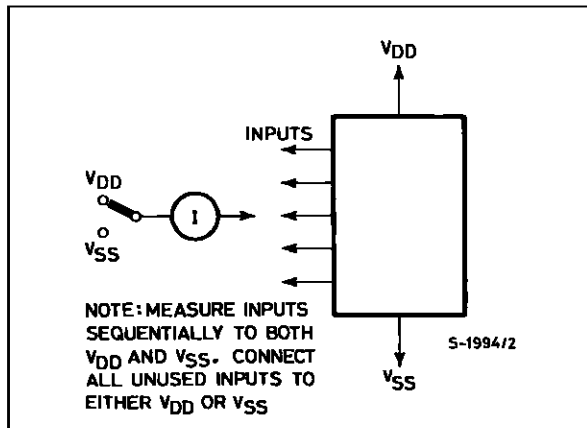 VDD
INPUTS
VDD
I
VSS
NOTE: MEASURE INPUTS
SEQUENTIALLY TO BOTH
VDD AND VSS. CONNECT
ALL UNUSED INPUTS TO
EITHER VDD OR VSS
S-1994/2
VSS